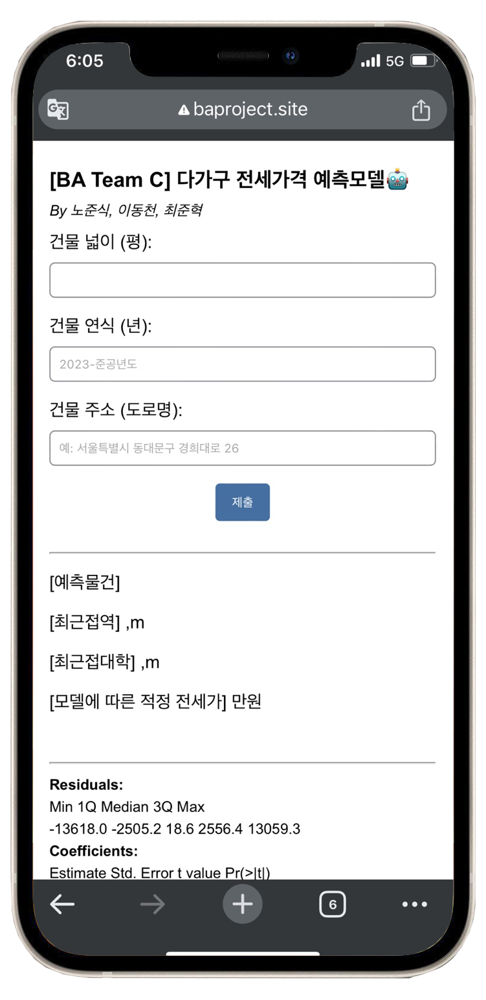 6:05
5G
baproject.site
[BA Team C] 다가구 전세가격 예측모델🤖
By 노준식, 이동천, 최준혁
건물 넓이 (평):
건물 연식 (년):
2023-준공년도
건물 주소 (도로명):
예: 서울특별시 동대문구 경희대로 26
제출
[예측물건]
[최근접역] ,m
[최근접대학] ,m
[모델에 따른 적정 전세가] 만원
Residuals:
Min 1Q Median 3Q Max
-13618.0 -2505.2 18.6 2556.4 13059.3
Coefficients:
Estimate Std. Error t value Pr(>|t|)
6